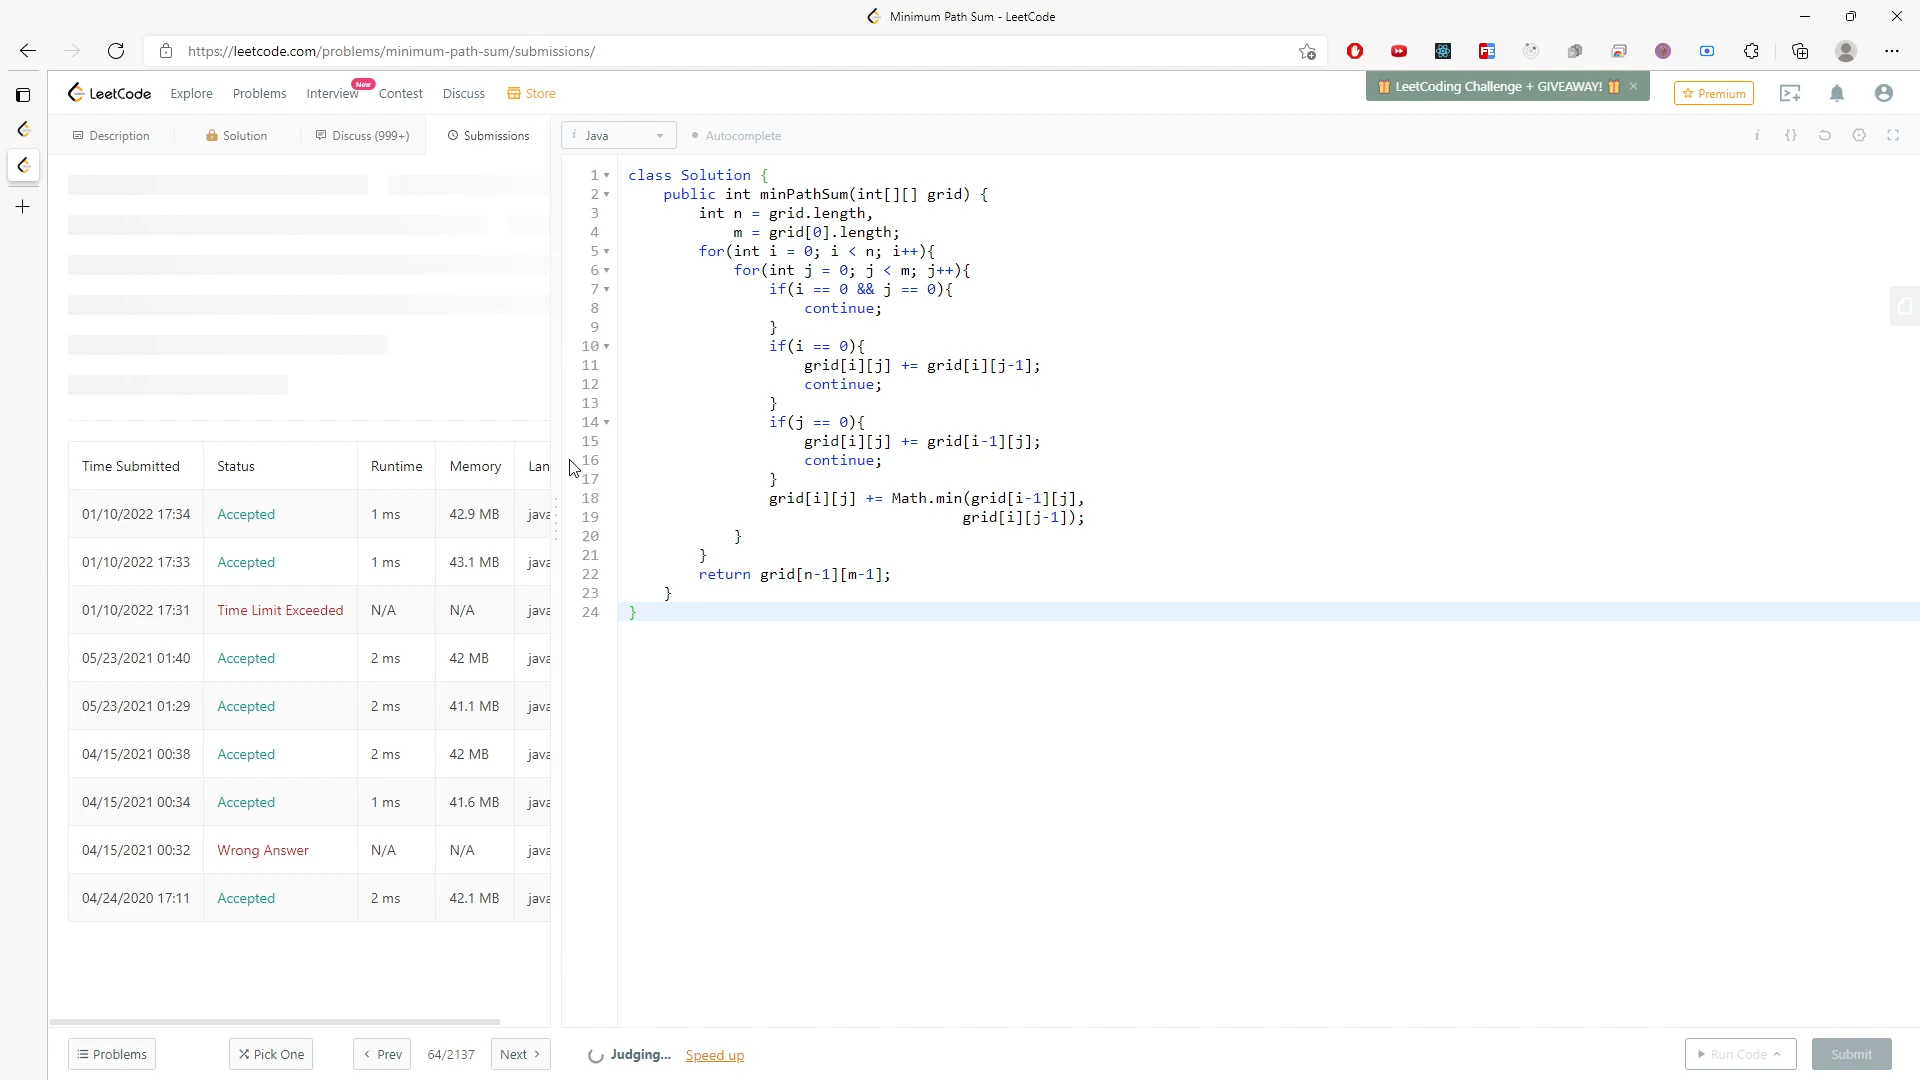 Minimum Path Sum - LeetCode
https://leetcode.com/problems/minimum-path-sum/submissions/
LeetCode
Explore
Problems
Interview
New
Contest
Discuss
Store
LeetCoding Challenge + GIVEAWAY!
Premium
Description
Solution
Discuss (999+)
Submissions
i Java
Autocomplete
Time Submitted Status Runtime Memory Lan
01/10/2022 17:34 Accepted 1 ms 42.9 MB java
01/10/2022 17:33 Accepted 1 ms 43.1 MB java
01/10/2022 17:31 Time Limit Exceeded N/A N/A java
05/23/2021 01:40 Accepted 2 ms 42 MB java
05/23/2021 01:29 Accepted 2 ms 41.1 MB java
04/15/2021 00:38 Accepted 2 ms 42 MB java
04/15/2021 00:34 Accepted 1 ms 41.6 MB java
04/15/2021 00:32 Wrong Answer N/A N/A java
04/24/2020 17:11 Accepted 2 ms 42.1 MB java
1 class Solution {
2 public int minPathSum(int[][] grid) {
3 int n = grid.length,
4 m = grid[0].length;
5 for(int i = 0; i < n; i++){
6 for(int j = 0; j < m; j++){
7 if(i == 0 && j == 0){
8 continue;
9 }
10 if(i == 0){
11 grid[i][j] += grid[i][j-1];
12 continue;
13 }
14 if(j == 0){
15 grid[i][j] += grid[i-1][j];
16 continue;
17 }
18 grid[i][j] += Math.min(grid[i-1][j],
19 grid[i][j-1]);
20 }
21 }
22 return grid[n-1][m-1];
23 }
24 }
Problems
Pick One
Prev
64/2137
Next
Judging...
Speed up
Run Code
Submit